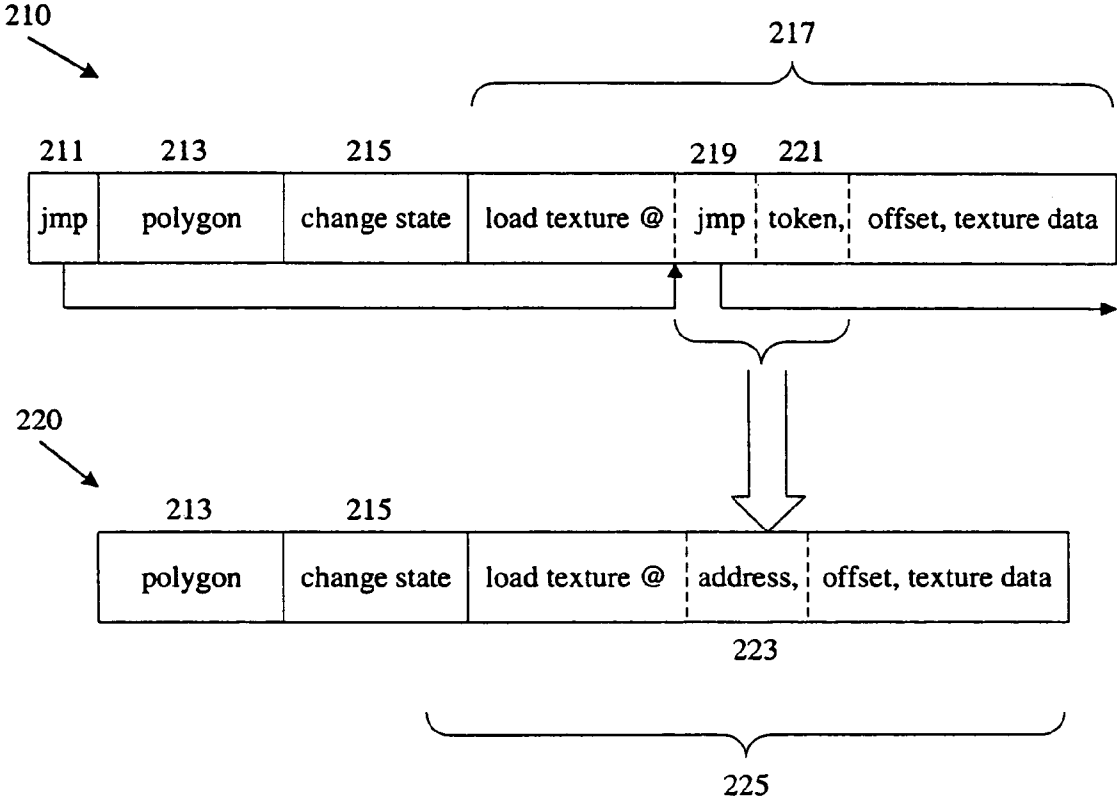 210
217
211 213 215 219 221
jmp polygon change state load texture @ jmp token, offset, texture data
220
213 215
polygon change state load texture @ address, offset, texture data
223
225